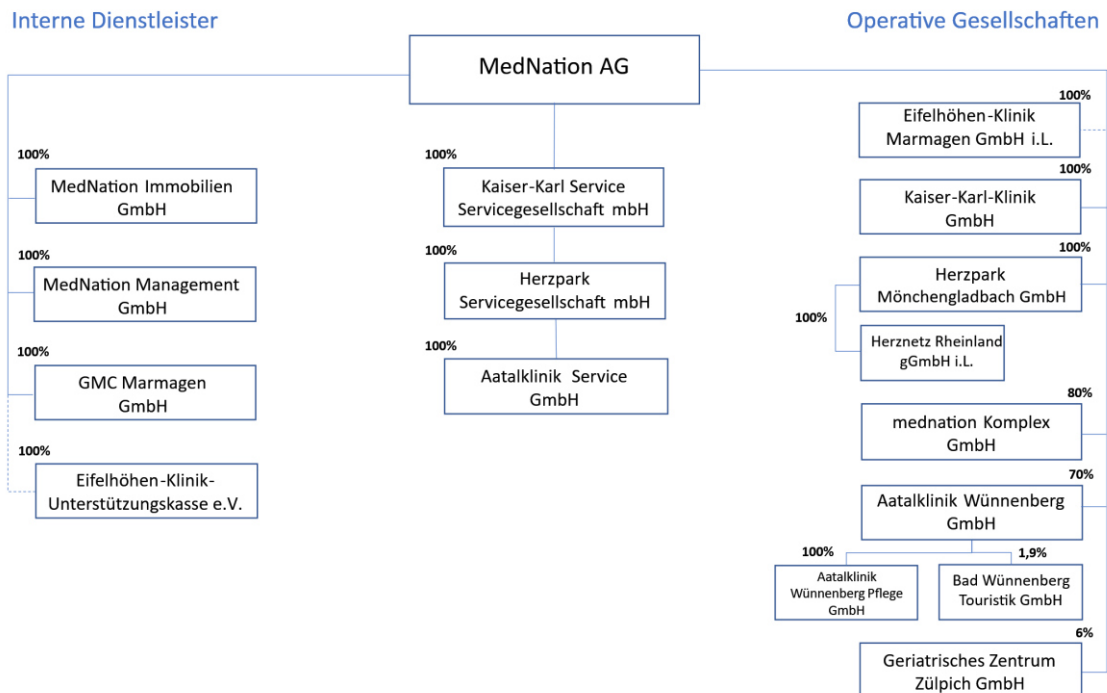 Interne Dienstleister
Operative Gesellschaften
MedNation AG
100%
MedNation Immobilien
GmbH
100%
MedNation Management
GmbH
100%
GMC Marmagen
GmbH
100%
Eifelhöhen-Klinik-
Unterstützungskasse e.V.
100%
Kaiser-Karl Service
Servicegesellschaft mbH
100%
Herzpark
Servicegesellschaft mbH
100%
Aatalklinik Service
GmbH
100%
Eifelhöhen-Klinik
Marmagen GmbH i.L.
100%
Kaiser-Karl-Klinik
GmbH
100%
Herzpark
Mönchengladbach GmbH
100%
Herznetz Rheinland
gGmbH i.L.
80%
mednation Komplex
GmbH
70%
Aatalklinik Wünnenberg
GmbH
100%
Aatalklinik
Wünnenberg Pflege
GmbH
1,9%
Bad Wünnenberg
Touristik GmbH
6%
Geriatrisches Zentrum
Zülpich GmbH